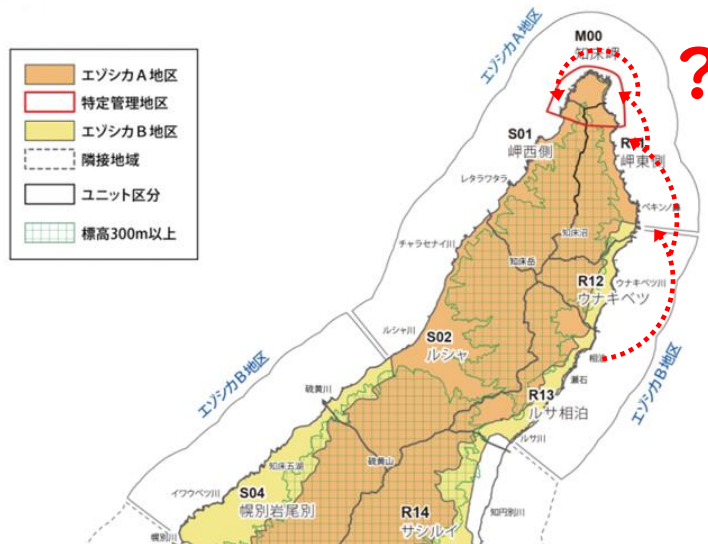 エゾシカA地区
特定管理地区
エゾシカB地区
隣接地域
ユニット区分
標高300m以上
エゾシカA地区
M00
知床岬
?
S01
岬西側
岬東側
レタラワタラ
ペキンノ鼻
チャラセナイ川
知床沼
知床岳
R12
ウナキベツ
ウナキベツ川
ルシャ川
S02
ルシャ
相泊
瀬石
エゾシカB地区
エゾシカB地区
硫黄川
R13
ルサ相泊
ルサ川
知床五湖
硫黄山
イワウベツ川
S04
幌別岩尾別
R14
サシルイ
知円別川
幌別川